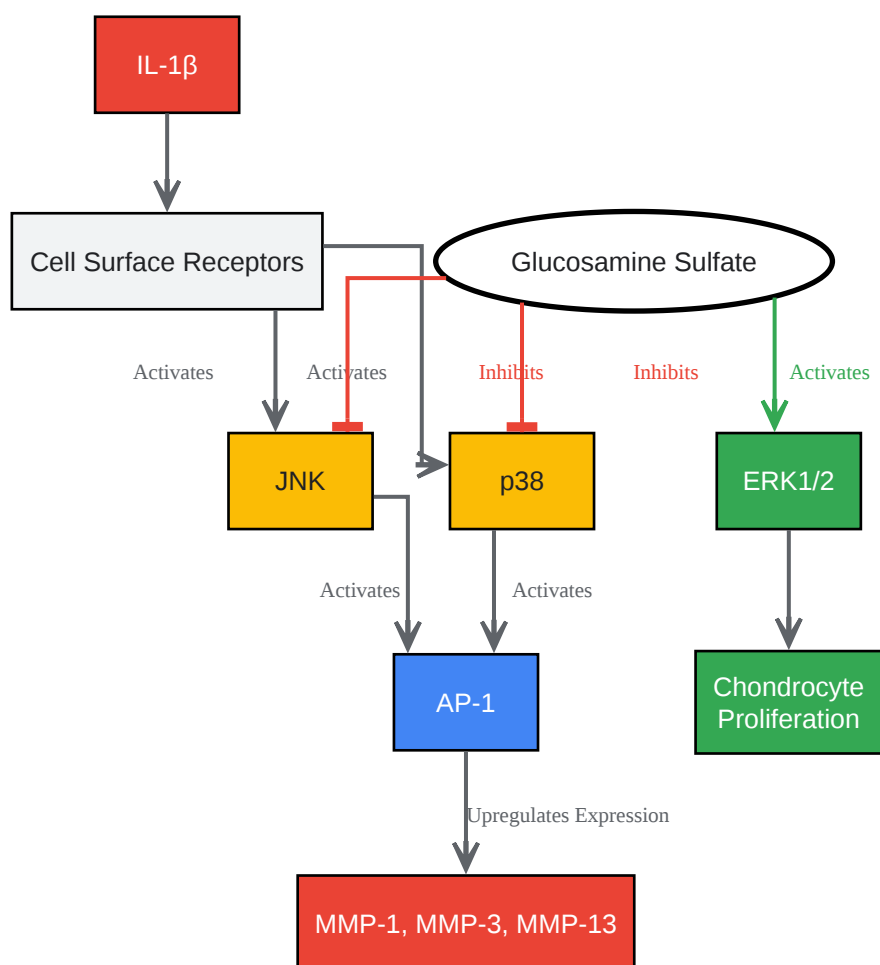 IL-1β
Cell Surface Receptors
Glucosamine Sulfate
Activates
Activates
Inhibits
Inhibits
Activates
JNK
p38
ERK1/2
Activates
Activates
AP-1
Chondrocyte
Proliferation
Upregulates Expression
MMP-1, MMP-3, MMP-13